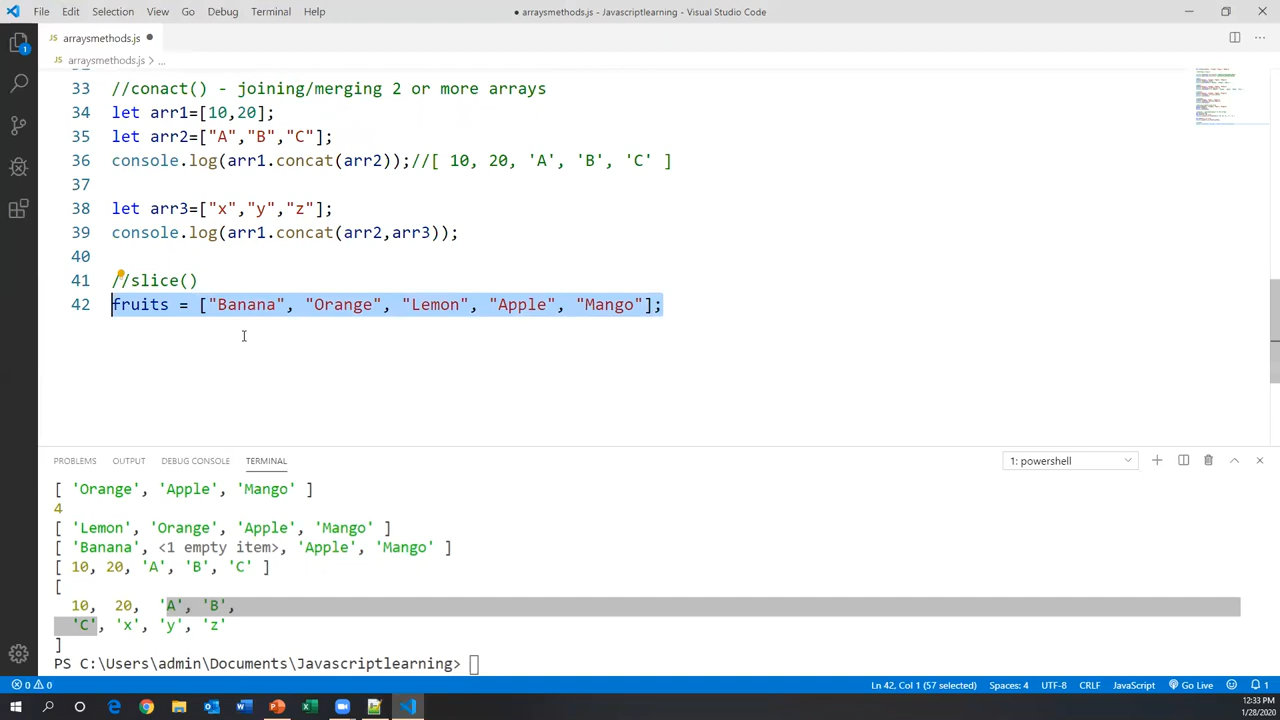 File Edit Selection View Go Debug Terminal Help
● arraysmethods.js - Javascriptlearning - Visual Studio Code
JS arraysmethods.js ●
JS arraysmethods.js > ...
33 //conact() - joining/merging 2 or more arrays
34 let arr1=[10,20];
35 let arr2=["A","B","C"];
36 console.log(arr1.concat(arr2));//[ 10, 20, 'A', 'B', 'C' ]
37
38 let arr3=["x","y","z"];
39 console.log(arr1.concat(arr2,arr3));
40
41 //slice()
42 fruits = ["Banana", "Orange", "Lemon", "Apple", "Mango"];
PROBLEMS OUTPUT DEBUG CONSOLE TERMINAL 1: powershell
[ 'Orange', 'Apple', 'Mango' ]
4
[ 'Lemon', 'Orange', 'Apple', 'Mango' ]
[ 'Banana', <1 empty item>, 'Apple', 'Mango' ]
[ 10, 20, 'A', 'B', 'C' ]
[
10, 20, 'A', 'B',
'C', 'x', 'y', 'z'
]
PS C:\Users\admin\Documents\Javascriptlearning>
0 0 Ln 42, Col 1 (57 selected) Spaces: 4 UTF-8 CRLF JavaScript Go Live 1
12:33 PM
1/28/2020